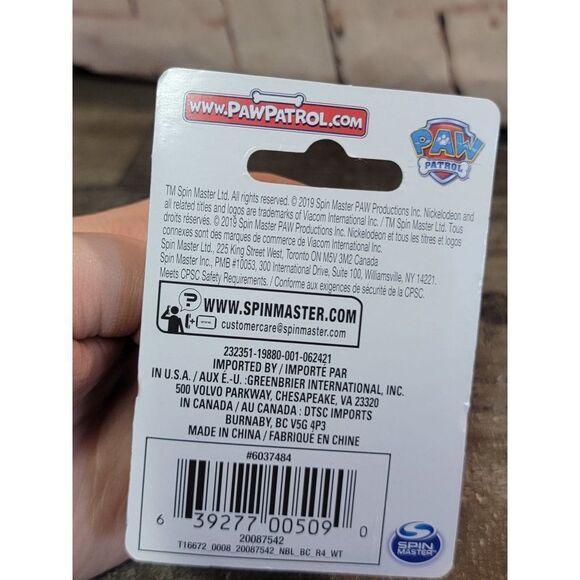 www.PAWPATROL.COM
PAW
PATROL
TM Spin Master Ltd. All rights reserved. © 2019 Spin Master PAW Productions Inc. Nickelodeon and
all related titles and logos are trademarks of Viacom International Inc. / TM Spin Master Ltd. Tous
droits réservés. © 2019 Spin Master PAW Productions Inc. Nickelodeon et tous les titres et logos
connexes sont des marques de commerce de Viacom International Inc.
Spin Master Ltd., 225 King Street West, Toronto ON M5V 3M2 Canada
Spin Master Inc., PMB #10053, 300 International Drive, Suite 100, Williamsville, NY 14221.
Meets CPSC Safety Requirements. / Conforme aux exigences de sécurité de la CPSC.
WWW.SPINMASTER.COM
customercare@spinmaster.com
232351-19880-001-062421
IMPORTED BY / IMPORTÉ PAR
IN U.S.A. / AUX É.-U. :GREENBRIER INTERNATIONAL, INC.
500 VOLVO PARKWAY, CHESAPEAKE, VA 23320
IN CANADA / AU CANADA : DTSC IMPORTS
BURNABY, BC V5G 4P3
MADE IN CHINA / FABRIQUÉ EN CHINE
#6037484
6 39277 00509 0
20087542
T16672_0008_20087542_NBL_BC_R4_WT
SPIN
MASTER